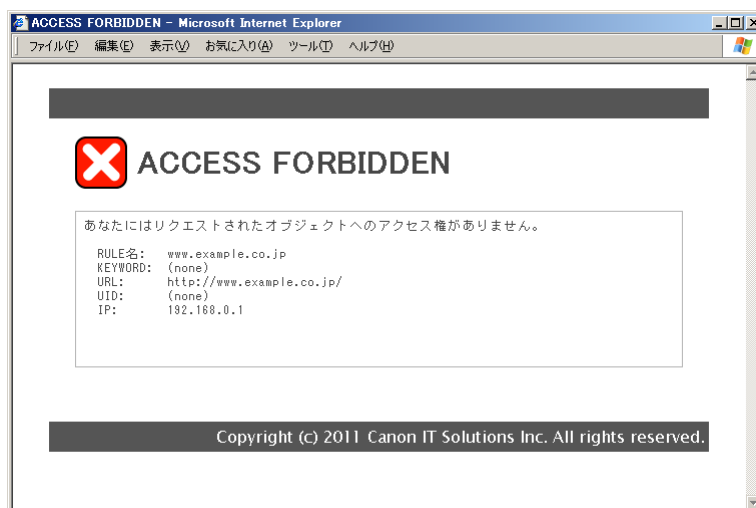 ACCESS FORBIDDEN - Microsoft Internet Explorer
ファイル(F) 編集(E) 表示(V) お気に入り(A) ツール(T) ヘルプ(H)
ACCESS FORBIDDEN
あなたにはリクエストされたオブジェクトへのアクセス権がありません。
RULE名: www.example.co.jp
KEYWORD: (none)
URL: http://www.example.co.jp/
UID: (none)
IP: 192.168.0.1
Copyright (c) 2011 Canon IT Solutions Inc. All rights reserved.